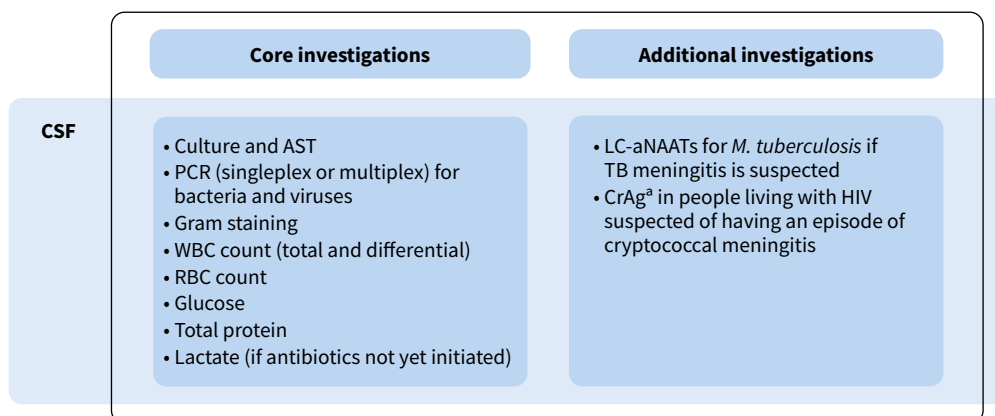 Core investigations
Additional investigations
CSF
• Culture and AST
• PCR (singleplex or multiplex) for
bacteria and viruses
• Gram staining
• WBC count (total and differential)
• RBC count
• Glucose
• Total protein
• Lactate (if antibiotics not yet initiated)
• LC-aNAATs for M. tuberculosis if
TB meningitis is suspected
• CrAgᵃ in people living with HIV
suspected of having an episode of
cryptococcal meningitis